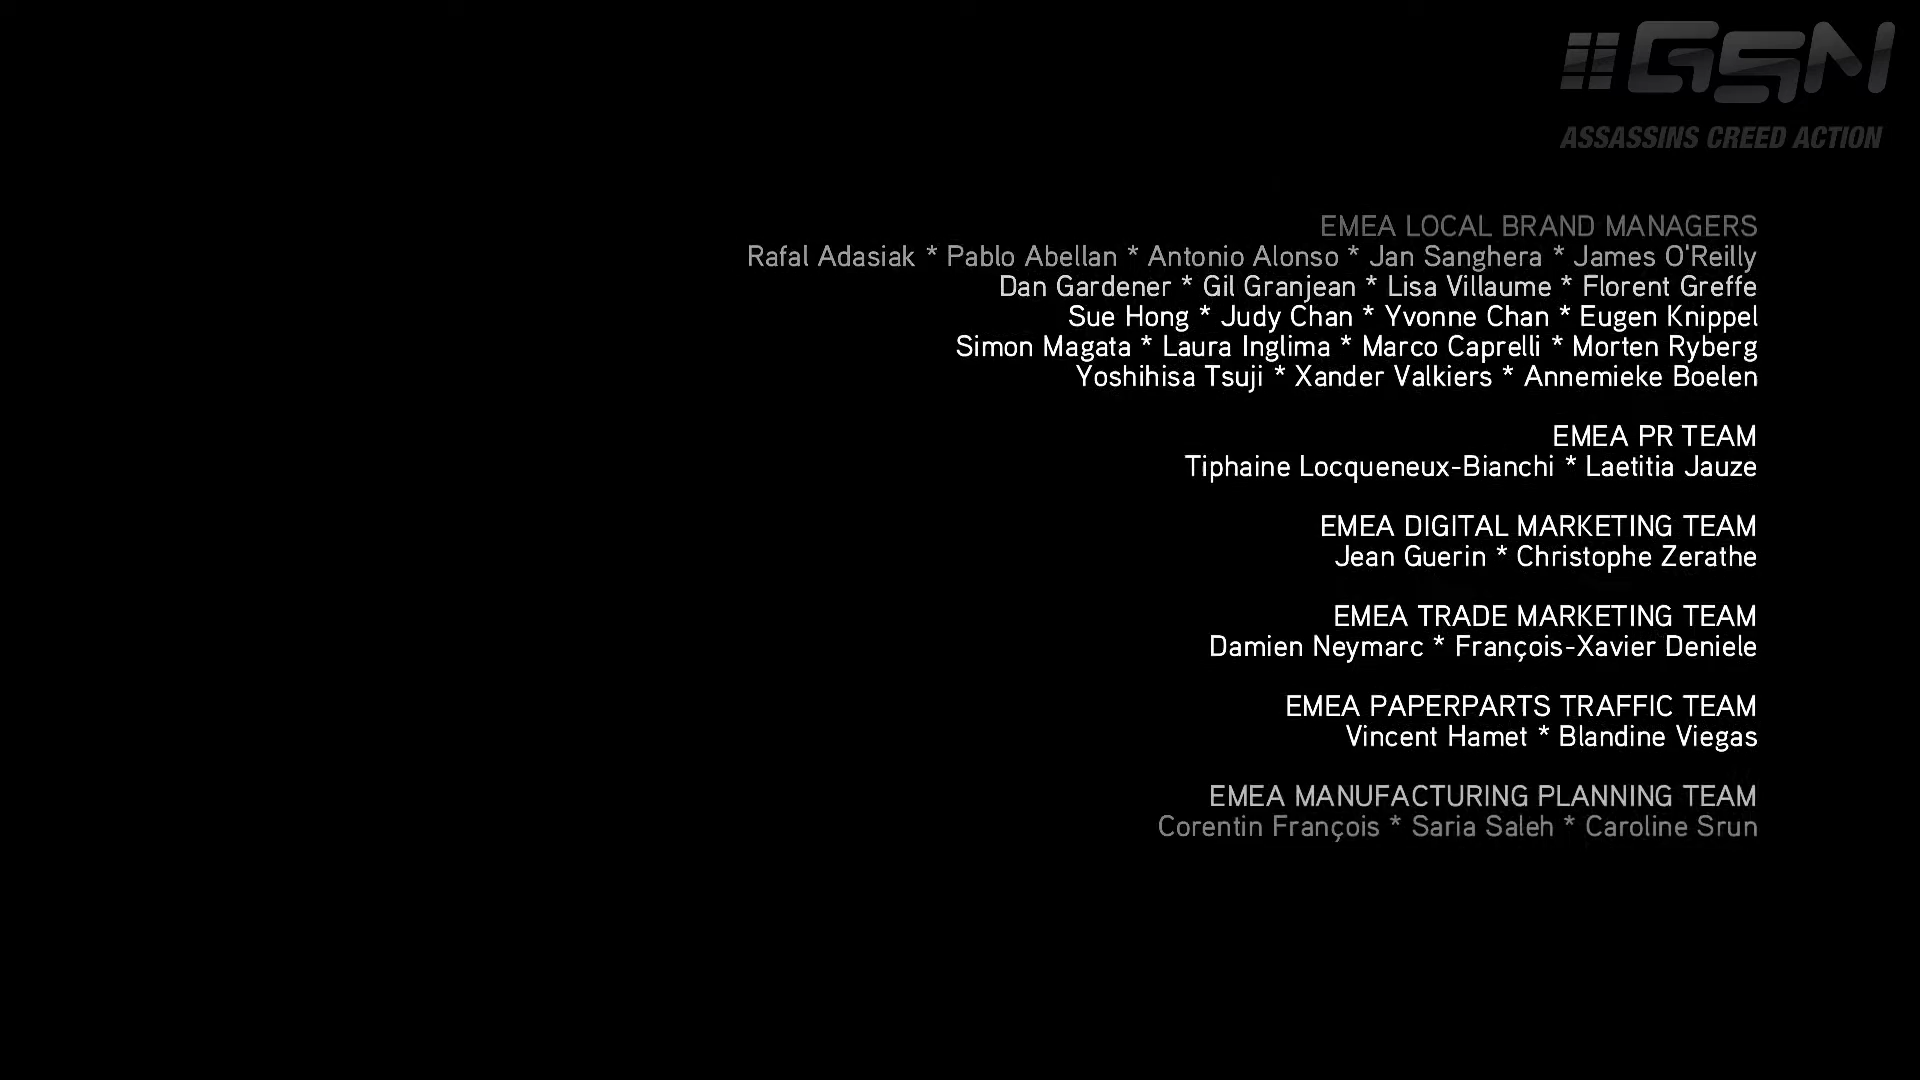 GSN
ASSASSINS CREED ACTION
EMEA LOCAL BRAND MANAGERS
Rafal Adasiak * Pablo Abellan * Antonio Alonso * Jan Sanghera * James O'Reilly
Dan Gardener * Gil Granjean * Lisa Villaume * Florent Greffe
Sue Hong * Judy Chan * Yvonne Chan * Eugen Knippel
Simon Magata * Laura Inglima * Marco Caprelli * Morten Ryberg
Yoshihisa Tsuji * Xander Valkiers * Annemieke Boelen
EMEA PR TEAM
Tiphaine Locqueneux-Bianchi * Laetitia Jauze
EMEA DIGITAL MARKETING TEAM
Jean Guerin * Christophe Zerathe
EMEA TRADE MARKETING TEAM
Damien Neymarc * François-Xavier Deniele
EMEA PAPERPARTS TRAFFIC TEAM
Vincent Hamet * Blandine Viegas
EMEA MANUFACTURING PLANNING TEAM
Corentin François * Saria Saleh * Caroline Srun